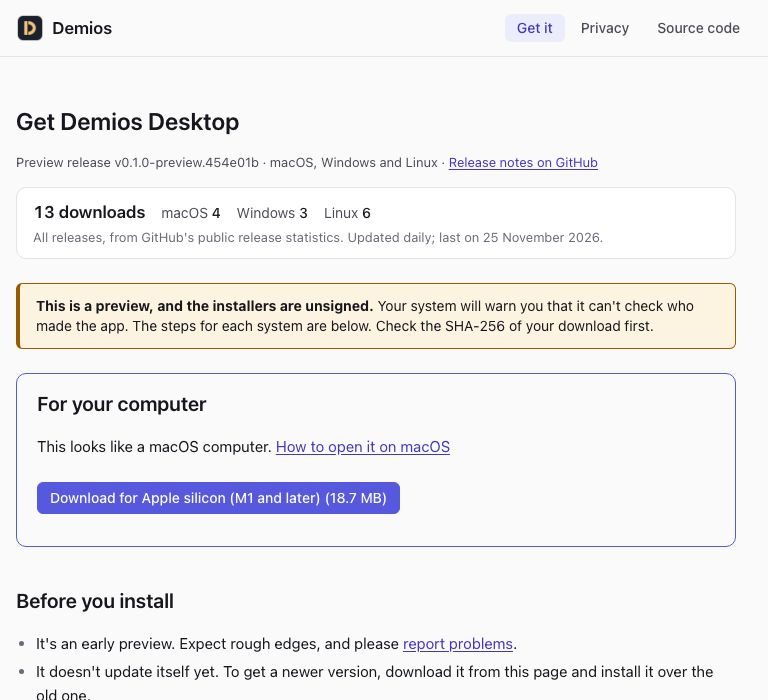 Demios
Get it
Privacy
Source code
Get Demios Desktop
Preview release v0.1.0-preview.454e01b · macOS, Windows and Linux · Release notes on GitHub
13 downloads macOS 4 Windows 3 Linux 6
All releases, from GitHub's public release statistics. Updated daily; last on 25 November 2026.
This is a preview, and the installers are unsigned. Your system will warn you that it can't check who
made the app. The steps for each system are below. Check the SHA-256 of your download first.
For your computer
This looks like a macOS computer. How to open it on macOS
Download for Apple silicon (M1 and later) (18.7 MB)
Before you install
• It's an early preview. Expect rough edges, and please report problems.
• It doesn't update itself yet. To get a newer version, download it from this page and install it over the
old one.